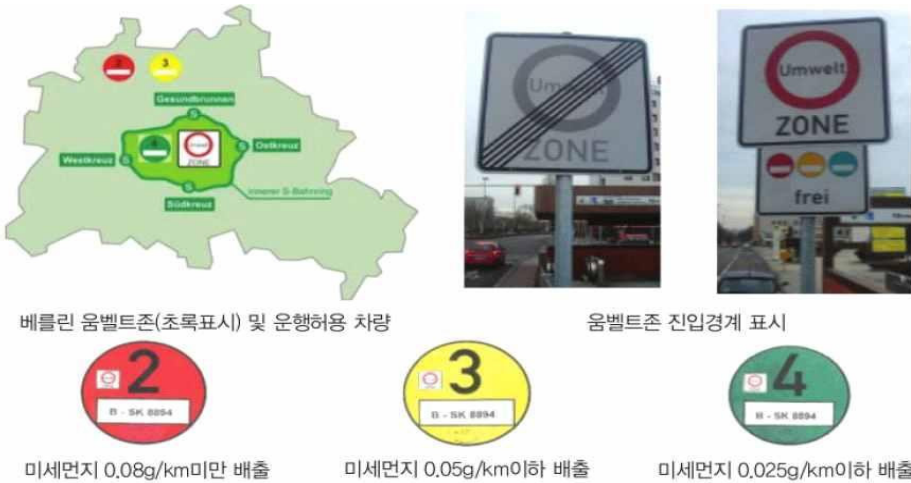 2
3
Gesundbrunnen
S
Westkreuz
S
4
Umwelt
ZONE
S
Ostkreuz
S
Südkreuz
innerer S-Bahnring
Umwelt
ZONE
Umwelt
ZONE
frei
베를린 움벨트존(초록표시) 및 운행허용 차량
움벨트존 진입경계 표시
2
B - SK 8894
3
B - SK 8894
4
B - SK 8894
미세먼지 0.08g/km미만 배출
미세먼지 0.05g/km이하 배출
미세먼지 0.025g/km이하 배출